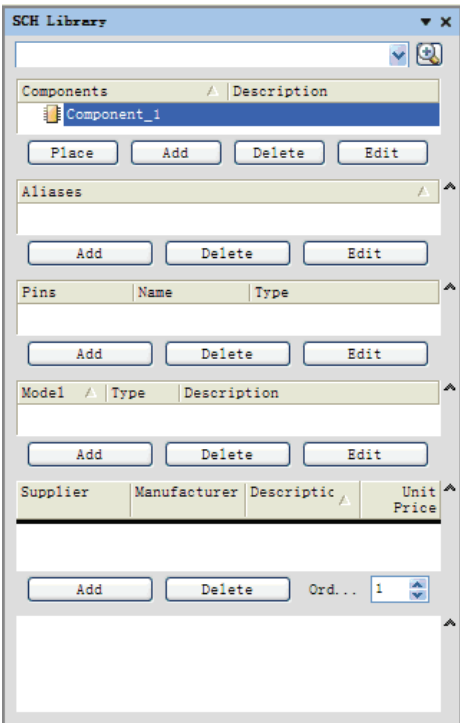 SCH Library
Components Description
Component_1
Place Add Delete Edit
Aliases
Add Delete Edit
Pins Name Type
Add Delete Edit
Model Type Description
Add Delete Edit
Supplier Manufacturer Descriptic Unit
Price
Add Delete Ord... 1